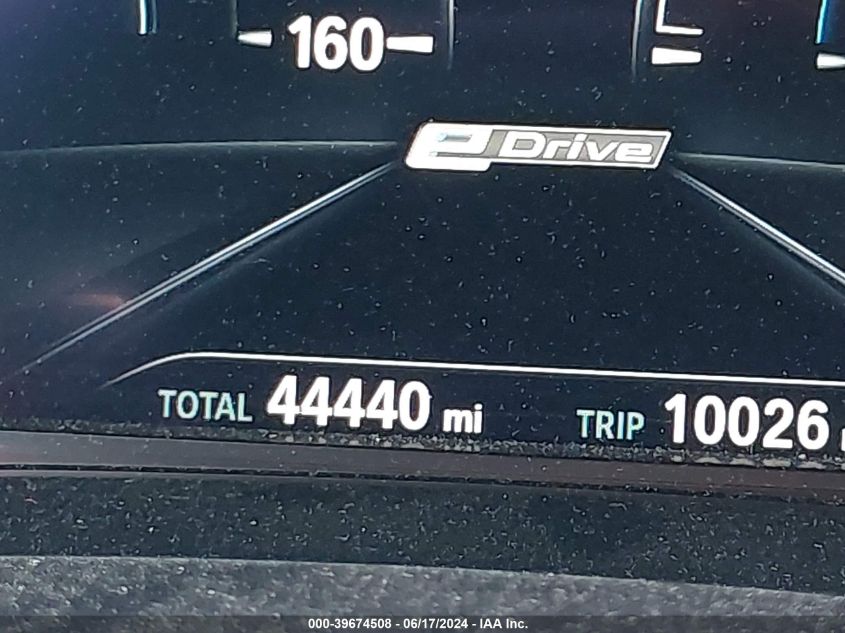 160
eDrive
TOTAL 44440 mi TRIP 10026
000-39674508 - 06/17/2024 - IAA Inc.